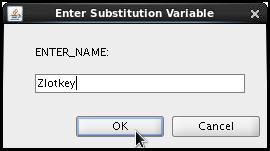 Enter Substitution Variable
ENTER_NAME:
Zlotkey
OK
Cancel